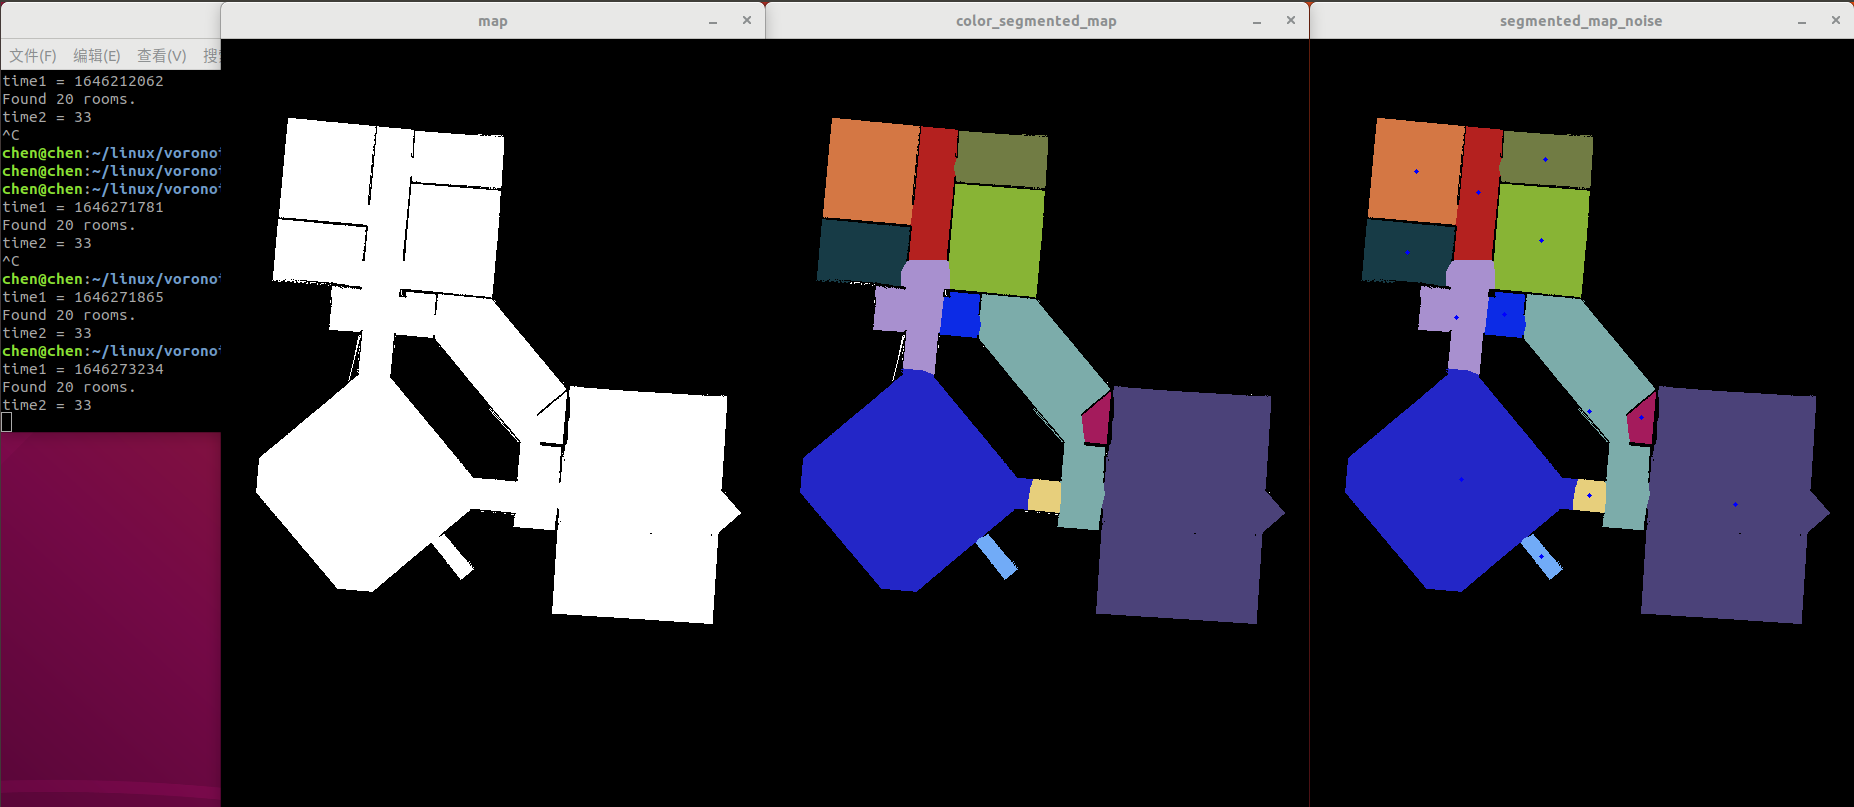 map
color_segmented_map
segmented_map_noise
文件(F) 编辑(E) 查看(V)
time1 = 1646212062
Found 20 rooms.
time2 = 33
^C
chen@chen:~/linux/vorono
chen@chen:~/linux/vorono
chen@chen:~/linux/vorono
time1 = 1646271781
Found 20 rooms.
time2 = 33
^C
chen@chen:~/linux/vorono
time1 = 1646271865
Found 20 rooms.
time2 = 33
chen@chen:~/linux/vorono
time1 = 1646273234
Found 20 rooms.
time2 = 33